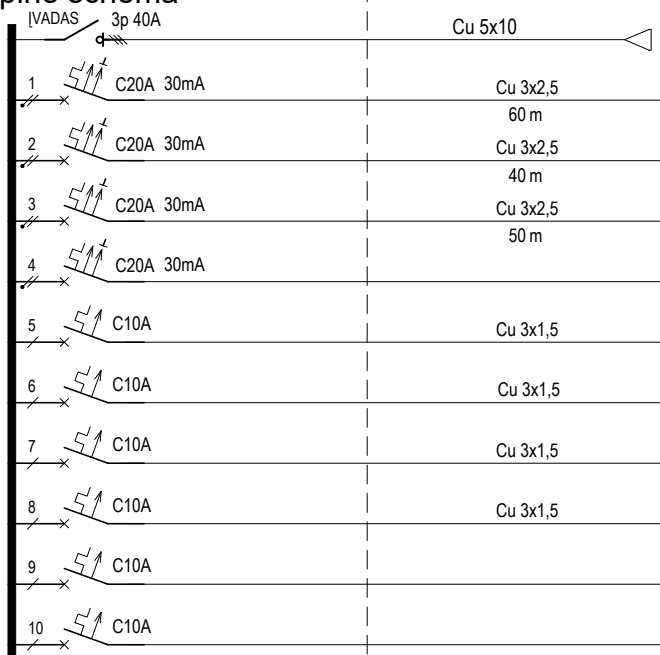 ĮVADAS 3p 40A Cu 5x10
1 C20A 30mA Cu 3x2,5
60 m
2 C20A 30mA Cu 3x2,5
40 m
3 C20A 30mA Cu 3x2,5
50 m
4 C20A 30mA
5 C10A Cu 3x1,5
6 C10A Cu 3x1,5
7 C10A Cu 3x1,5
8 C10A Cu 3x1,5
9 C10A
10 C10A